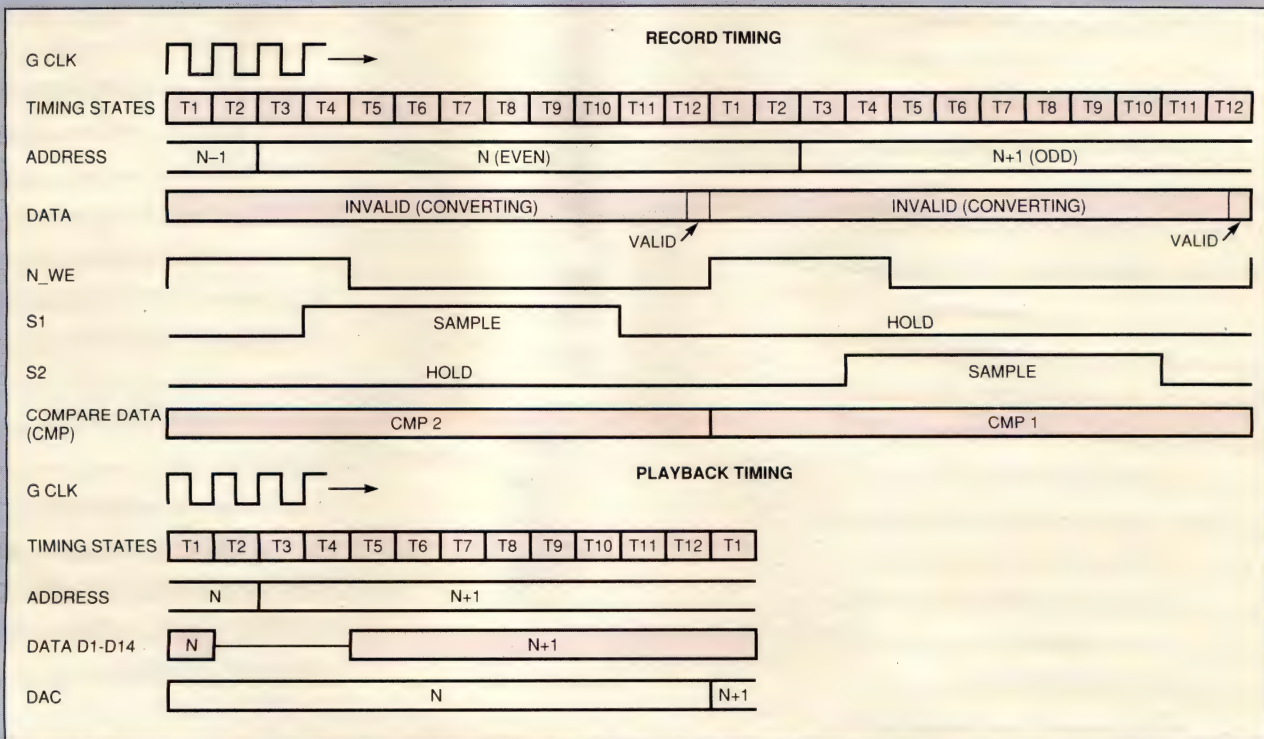 RECORD TIMING
G CLK
TIMING STATES T1 T2 T3 T4 T5 T6 T7 T8 T9 T10 T11 T12 T1 T2 T3 T4 T5 T6 T7 T8 T9 T10 T11 T12
ADDRESS N–1 N (EVEN) N+1 (ODD)
DATA INVALID (CONVERTING) INVALID (CONVERTING)
VALID VALID
N_WE
S1 SAMPLE HOLD
S2 HOLD SAMPLE
COMPARE DATA
(CMP) CMP 2 CMP 1
PLAYBACK TIMING
G CLK
TIMING STATES T1 T2 T3 T4 T5 T6 T7 T8 T9 T10 T11 T12 T1
ADDRESS N N+1
DATA D1-D14 N N+1
DAC N N+1